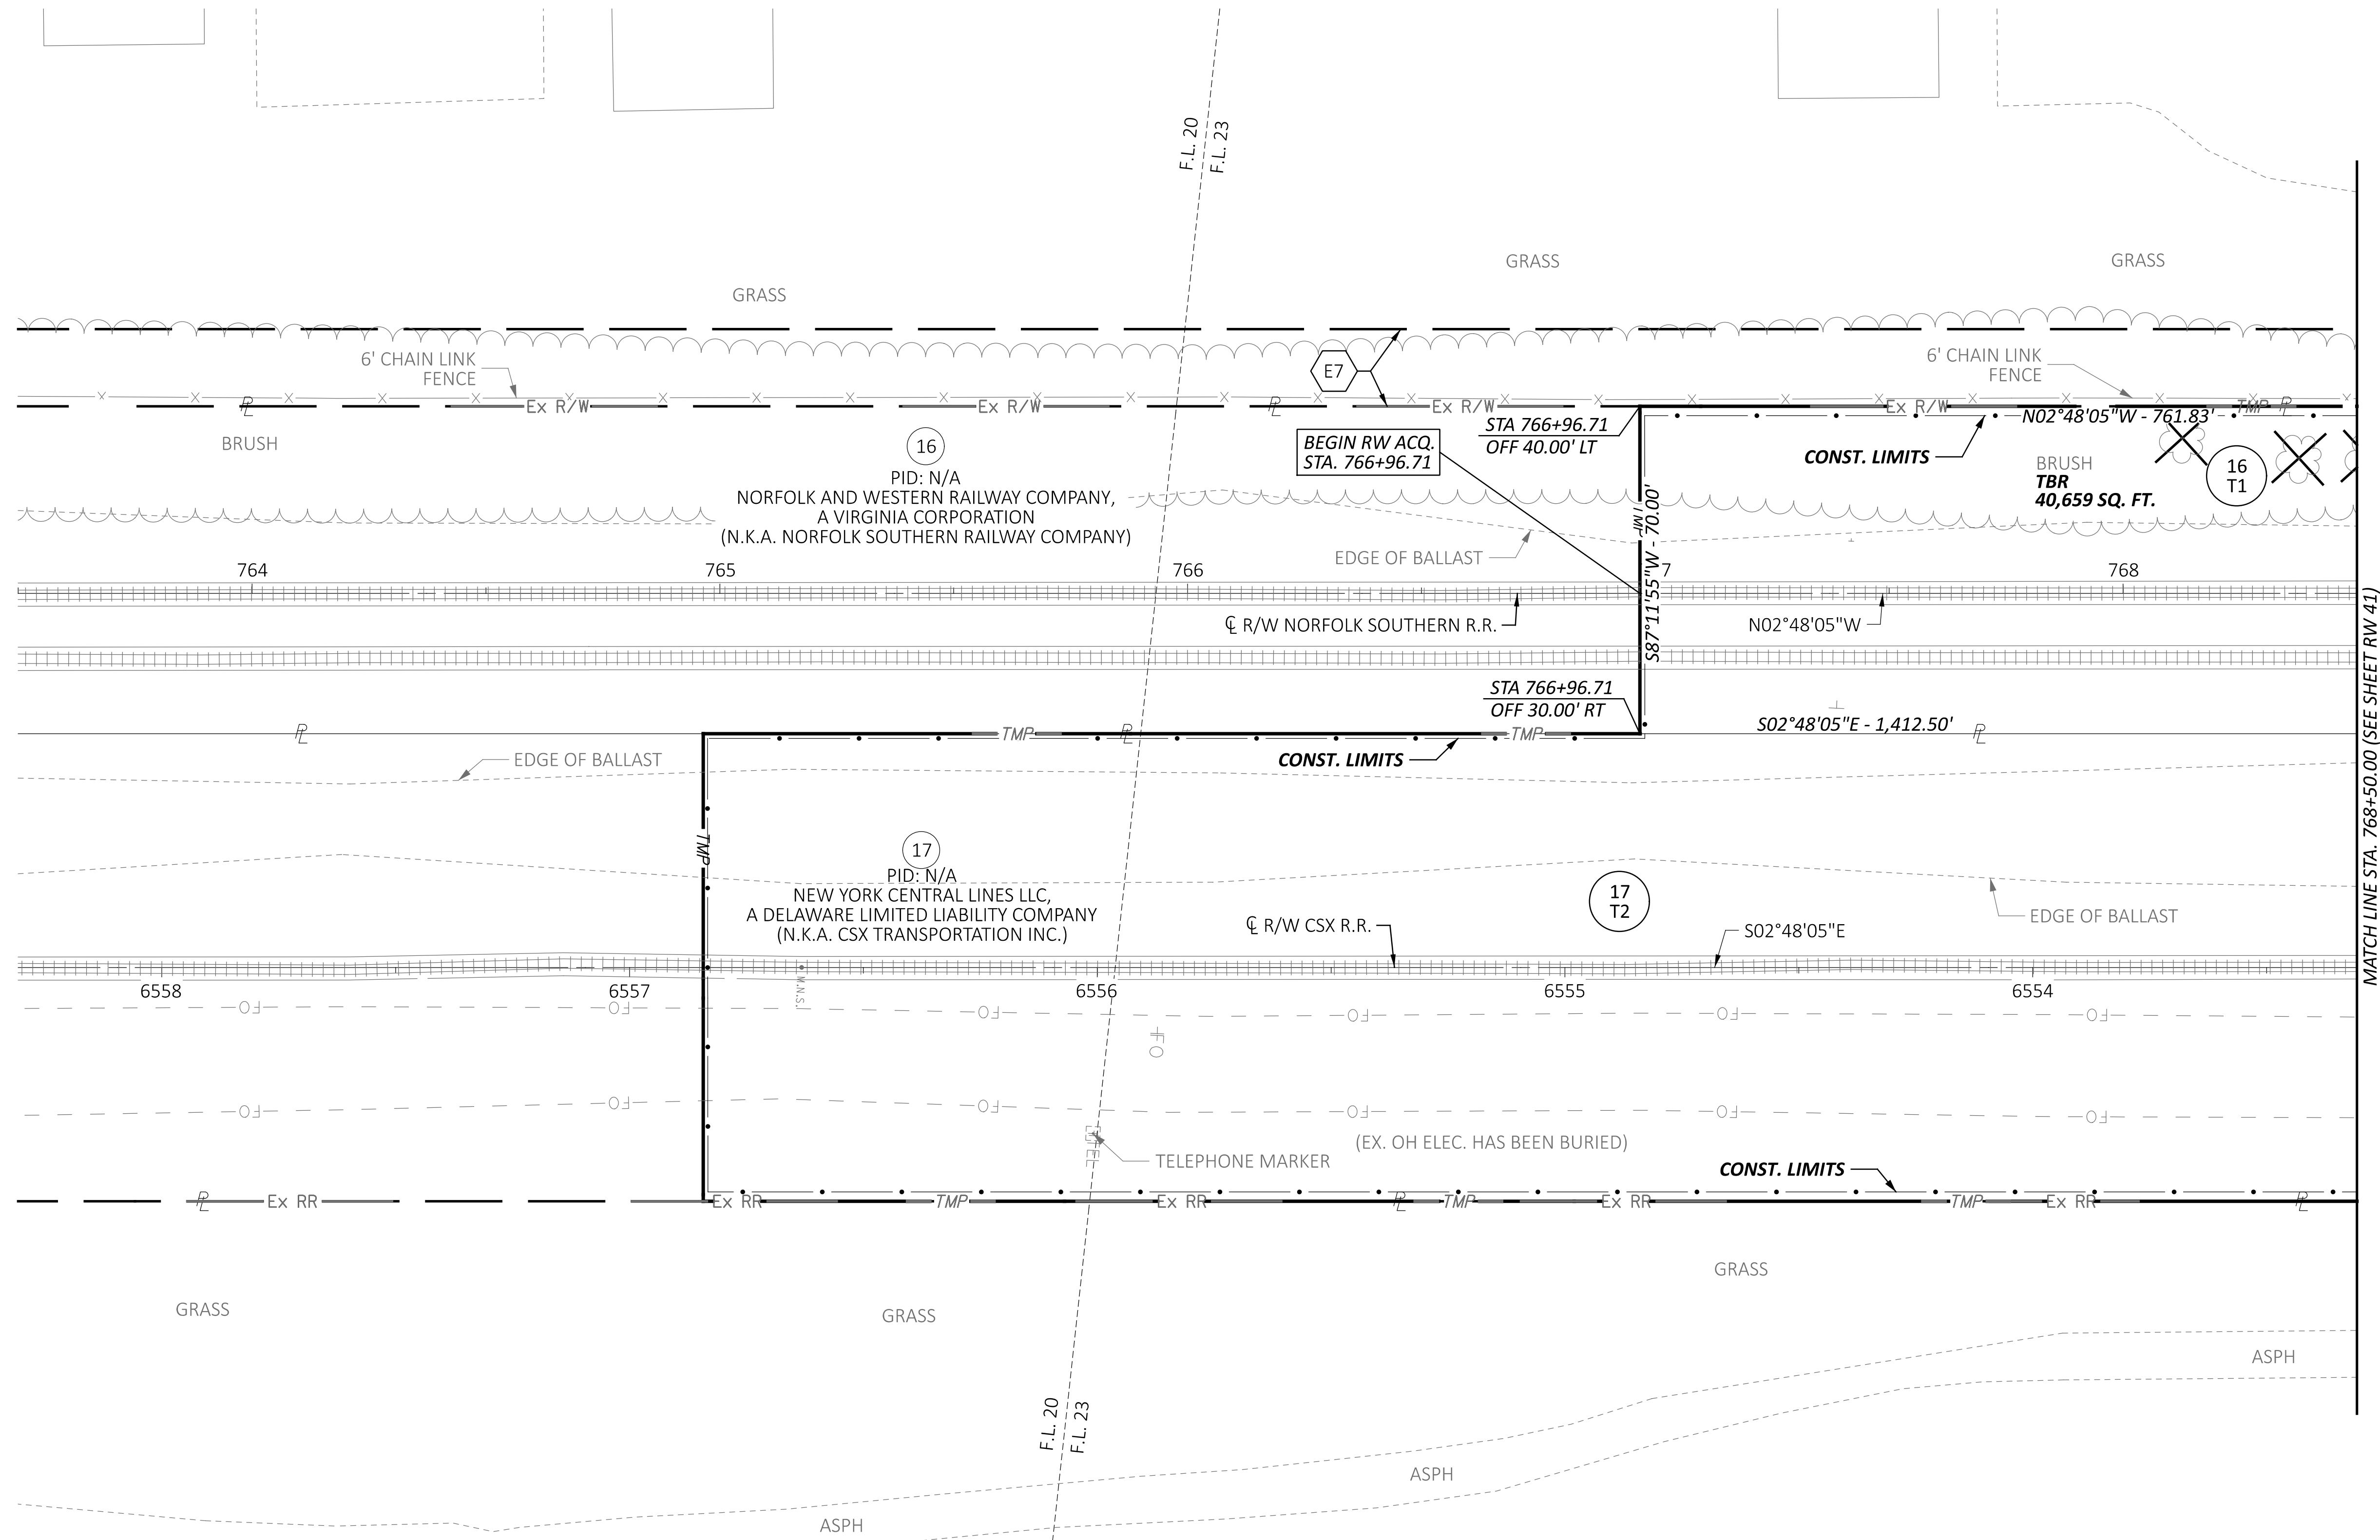 F.L. 20
F.L. 23
GRASS
GRASS
GRASS
6' CHAIN LINK
FENCE
E7
6' CHAIN LINK
FENCE
X X X X X X X X X X X X X X X X X X X X X X X X X
PL Ex R/W Ex R/W PL Ex R/W Ex R/W TMP PL
N02°48'05"W - 761.83'
STA 766+96.71
OFF 40.00' LT
BEGIN RW ACQ.
STA. 766+96.71
CONST. LIMITS
BRUSH
16
PID: N/A
NORFOLK AND WESTERN RAILWAY COMPANY,
A VIRGINIA CORPORATION
(N.K.A. NORFOLK SOUTHERN RAILWAY COMPANY)
BRUSH
TBR
40,659 SQ. FT.
16
T1
TMP
S87°11'55"W - 70.00'
EDGE OF BALLAST
764 765 766 7 768
℄ R/W NORFOLK SOUTHERN R.R.
N02°48'05"W
MATCH LINE STA. 768+50.00 (SEE SHEET RW 41)
STA 766+96.71
OFF 30.00' RT
S02°48'05"E - 1,412.50'
PL TMP PL TMP PL
EDGE OF BALLAST
CONST. LIMITS
TMP
17
PID: N/A
NEW YORK CENTRAL LINES LLC,
A DELAWARE LIMITED LIABILITY COMPANY
(N.K.A. CSX TRANSPORTATION INC.)
17
T2
EDGE OF BALLAST
℄ R/W CSX R.R.
S02°48'05"E
M.N.S.
6558 6557 6556 6555 6554
FO FO FO FO FO FO
FO
FO FO FO FO FO FO
(EX. OH ELEC. HAS BEEN BURIED)
TELEPHONE MARKER
CONST. LIMITS
PL Ex RR Ex RR TMP Ex RR PL TMP Ex RR TMP Ex RR PL
GRASS
GRASS
GRASS
ASPH
F.L. 20
F.L. 23
ASPH
ASPH